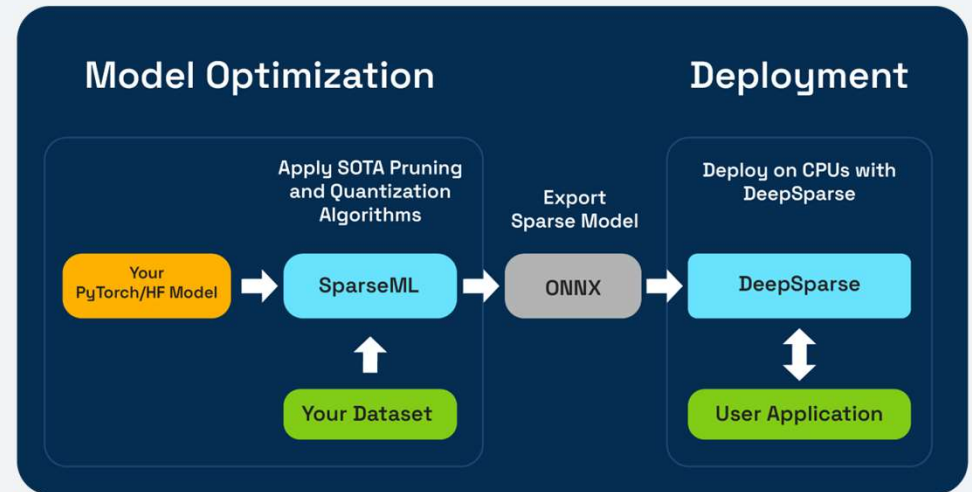 Model Optimization
Deployment
Apply SOTA Pruning
and Quantization
Algorithms
Export
Sparse Model
Deploy on CPUs with
DeepSparse
Your
PyTorch/HF Model
SparseML
ONNX
DeepSparse
Your Dataset
User Application